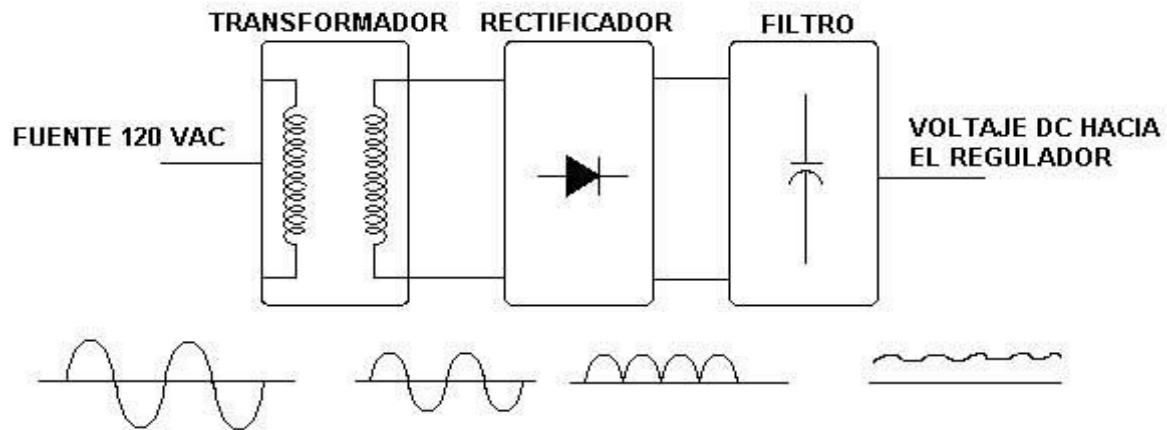 TRANSFORMADOR
RECTIFICADOR
FILTRO
FUENTE 120 VAC
VOLTAJE DC HACIA
EL REGULADOR